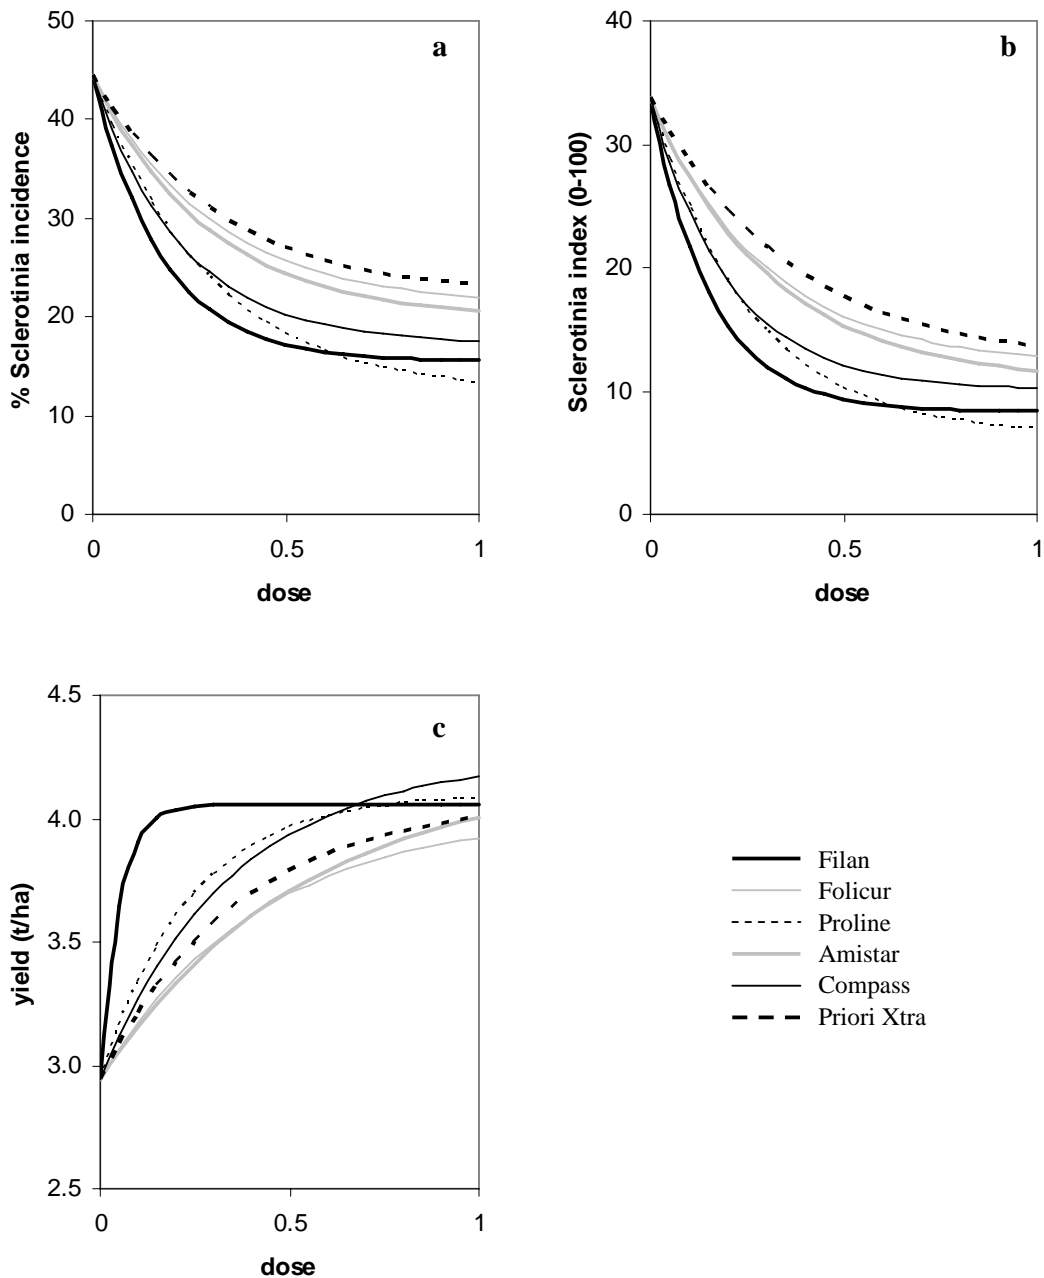 a
50
40
30
20
10
0
% Sclerotinia incidence
0 0.5 1
dose
b
40
30
20
10
0
Sclerotinia index (0-100)
0 0.5 1
dose
c
4.5
4.0
3.5
3.0
2.5
yield (t/ha)
0 0.5 1
dose
Filan
Folicur
Proline
Amistar
Compass
Priori Xtra